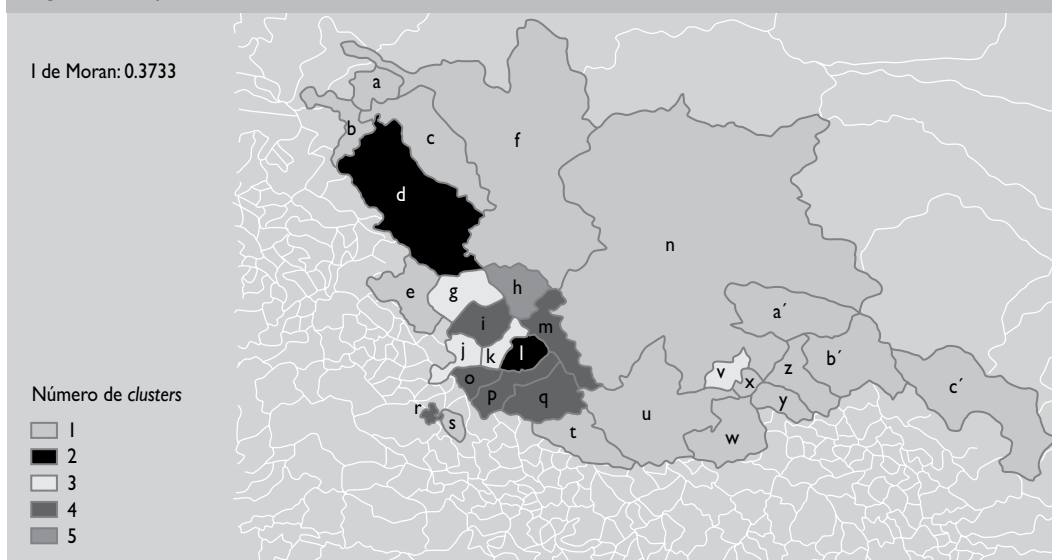 I de Moran: 0.3733
a
b
c
f
d
n
e
g
h
a´
i
m
j
k
l
b´
z
v
x
c´
o
p
q
y
r
s
t
u
w
Número de clusters
1
2
3
4
5